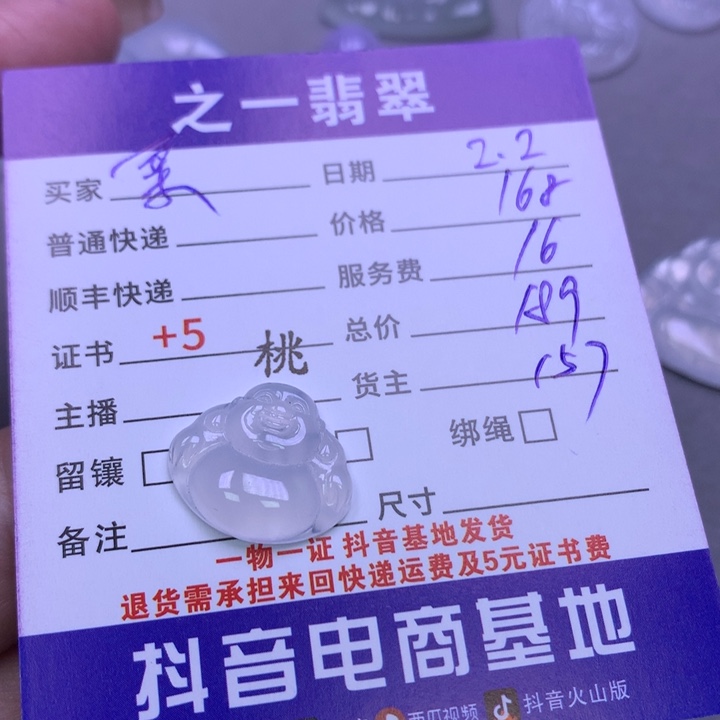 之一翡翠
买家 日期 2.2
普通快递 价格 168
顺丰快递 服务费 16
证书 +5 总价 189
主播 桃 货主 157
留镶 绑绳
备注 尺寸
一物一证 抖音基地发货
退货需承担来回快递运费及5元证书费
抖音电商基地
视频 抖音火山版